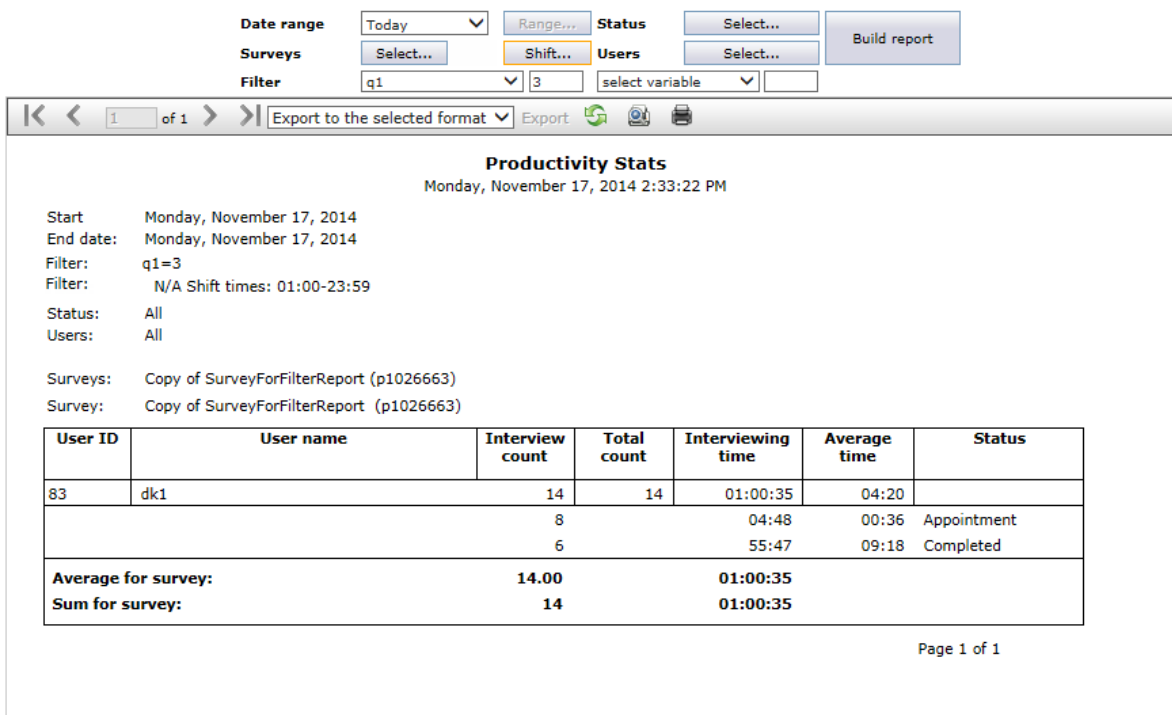 Date range Today Range... Status Select... Build report
Surveys Select... Shift... Users Select...
Filter q1 3 select variable
1 of 1 Export to the selected format Export
Productivity Stats
Monday, November 17, 2014 2:33:22 PM
Start Monday, November 17, 2014
End date: Monday, November 17, 2014
Filter: q1=3
Filter: N/A Shift times: 01:00-23:59
Status: All
Users: All
Surveys: Copy of SurveyForFilterReport (p1026663)
Survey: Copy of SurveyForFilterReport (p1026663)
User ID User name Interview count Total count Interviewing time Average time Status
83 dk1 14 14 01:00:35 04:20
8 04:48 00:36 Appointment
6 55:47 09:18 Completed
Average for survey: 14.00 01:00:35
Sum for survey: 14 01:00:35
Page 1 of 1